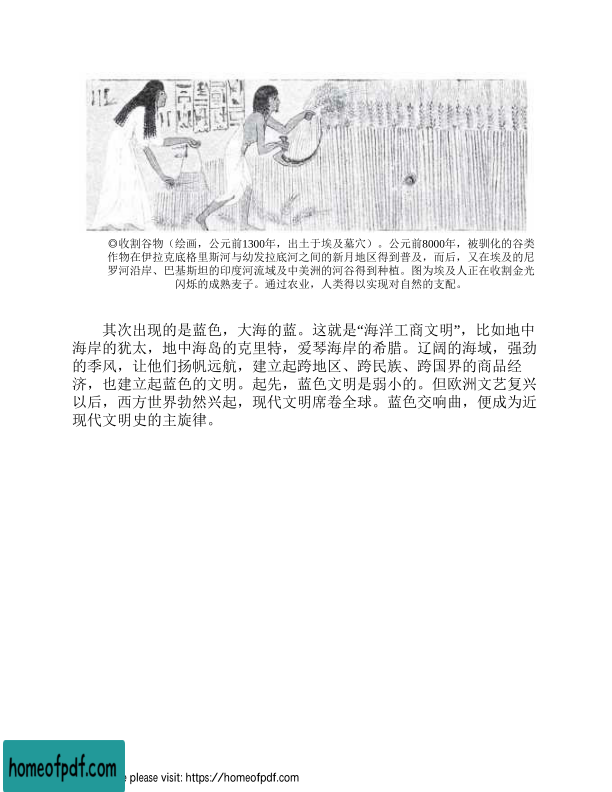 ◎收割谷物（绘画，公元前1300年，出土于埃及墓穴）。公元前8000年，被驯化的谷类
作物在伊拉克底格里斯河与幼发拉底河之间的新月地区得到普及，而后，又在埃及的尼
罗河沿岸、巴基斯坦的印度河流域及中美洲的河谷得到种植。图为埃及人正在收割金光
闪烁的成熟麦子。通过农业，人类得以实现对自然的支配。
其次出现的是蓝色，大海的蓝。这就是“海洋工商文明”，比如地中
海岸的犹太，地中海岛的克里特，爱琴海岸的希腊。辽阔的海域，强劲
的季风，让他们扬帆远航，建立起跨地区、跨民族、跨国界的商品经
济，也建立起蓝色的文明。起先，蓝色文明是弱小的。但欧洲文艺复兴
以后，西方世界勃然兴起，现代文明席卷全球。蓝色交响曲，便成为近
现代文明史的主旋律。
homeofpdf.com
please visit: https://homeofpdf.com